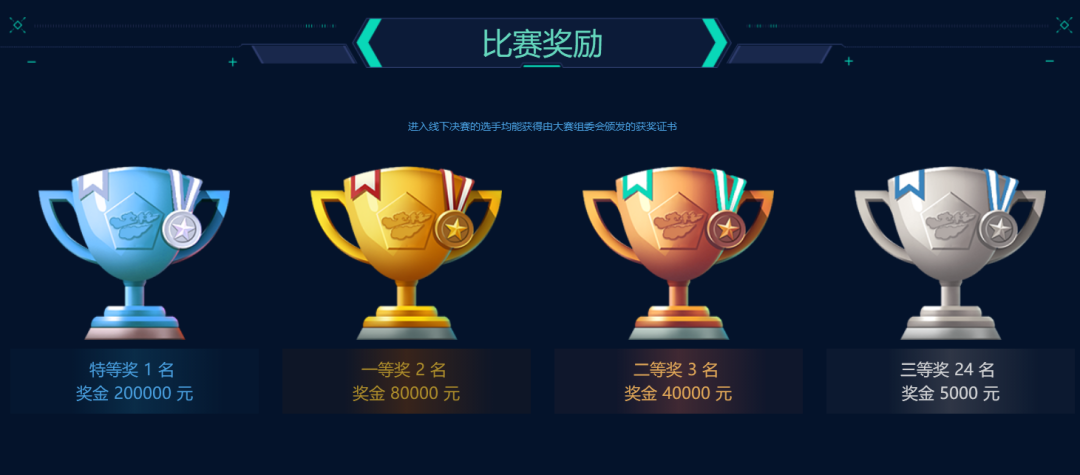 比赛奖励
进入线下决赛的选手均能获得由大赛组委会颁发的获奖证书
特等奖 1 名
奖金 200000 元
一等奖 2 名
奖金 80000 元
二等奖 3 名
奖金 40000 元
三等奖 24 名
奖金 5000 元